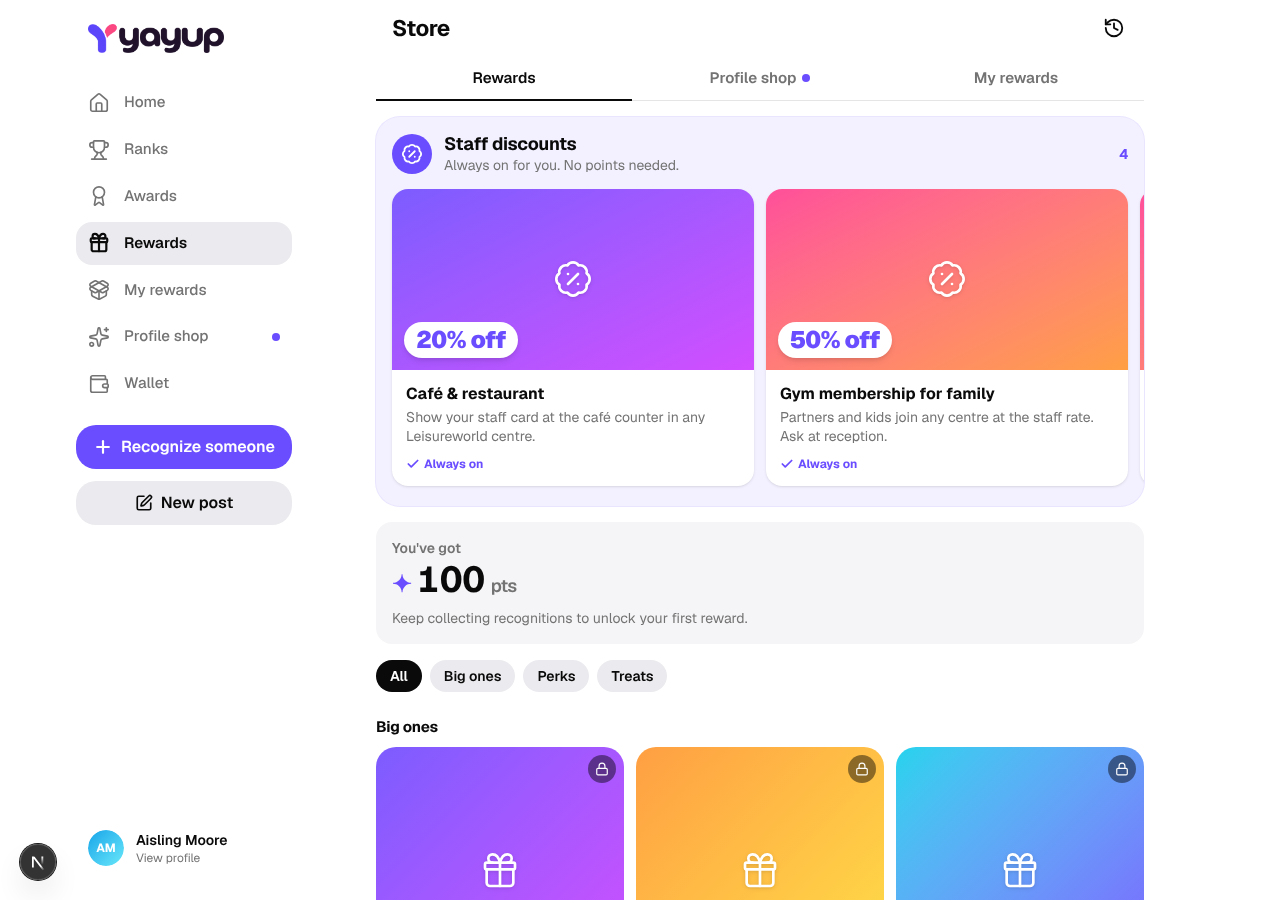 yayup
Home
Ranks
Awards
Rewards
My rewards
Profile shop
Wallet
Recognize someone
New post
AM
Aisling Moore
View profile
N
Store
Rewards
Profile shop
My rewards
Staff discounts
Always on for you. No points needed.
4
20% off
Café & restaurant
Show your staff card at the café counter in any
Leisureworld centre.
Always on
50% off
Gym membership for family
Partners and kids join any centre at the staff rate.
Ask at reception.
Always on
You've got
100 pts
Keep collecting recognitions to unlock your first reward.
All
Big ones
Perks
Treats
Big ones